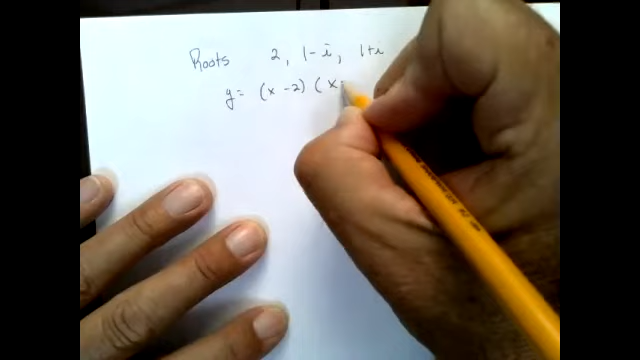 Roots 2, 1-i, 1+i
y= (x-2) (x-